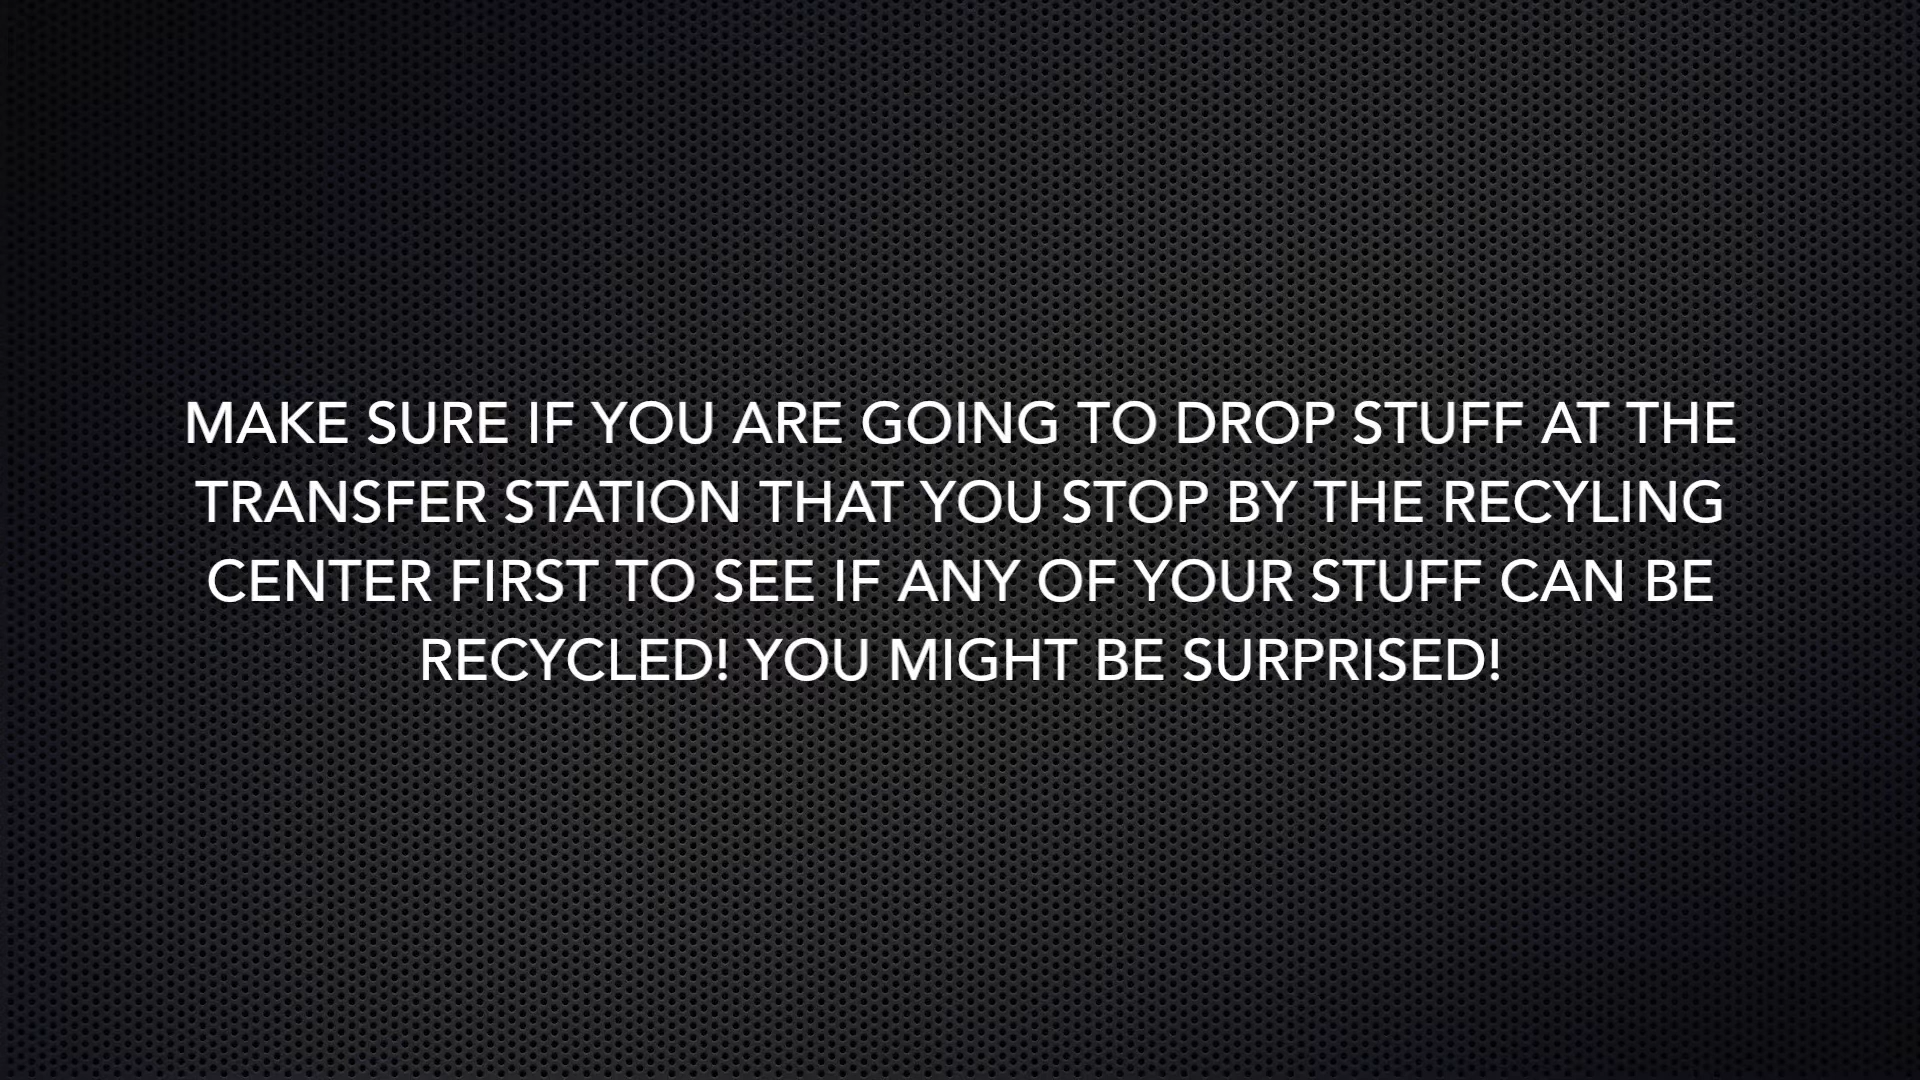 MAKE SURE IF YOU ARE GOING TO DROP STUFF AT THE
TRANSFER STATION THAT YOU STOP BY THE RECYLING
CENTER FIRST TO SEE IF ANY OF YOUR STUFF CAN BE
RECYCLED! YOU MIGHT BE SURPRISED!